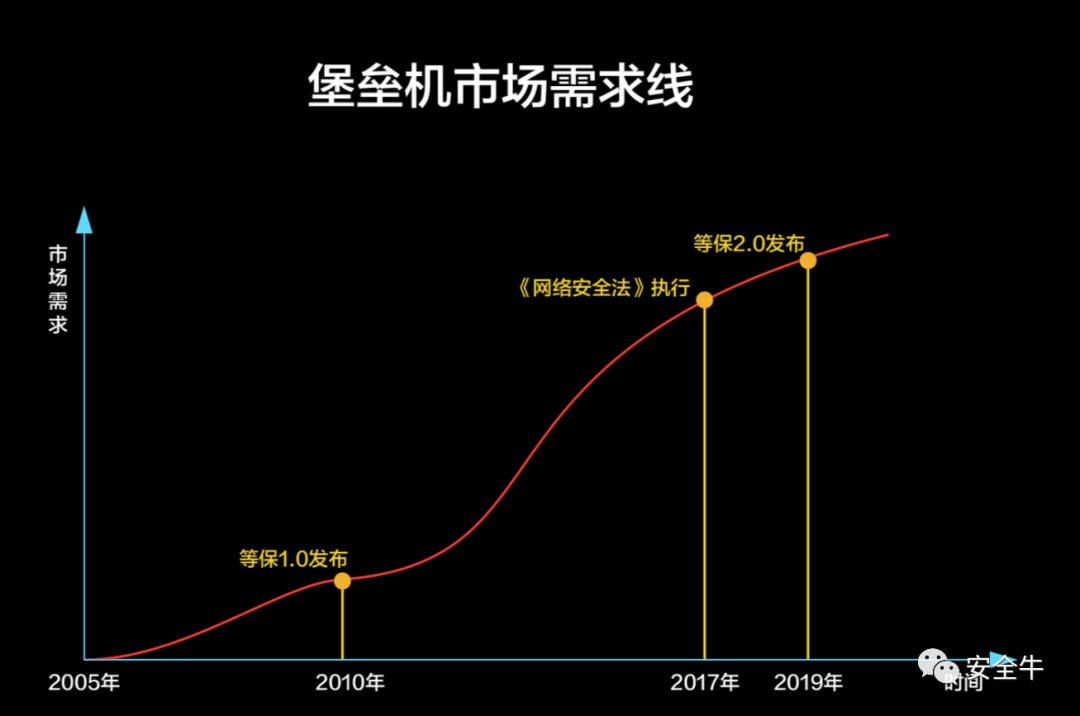 堡垒机市场需求线
市场需求
等保2.0发布
《网络安全法》执行
等保1.0发布
2005年
2010年
2017年
2019年
时间
安全牛